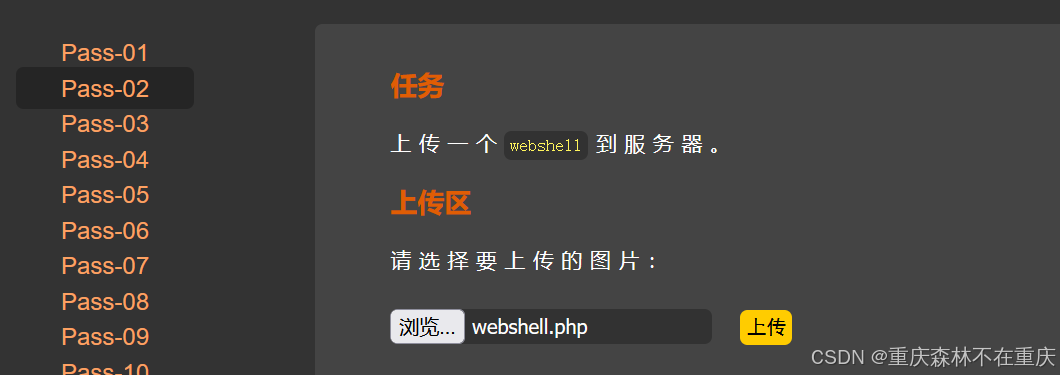 Pass-01
Pass-02
Pass-03
Pass-04
Pass-05
Pass-06
Pass-07
Pass-08
Pass-09
Pass-10
任务
上传一个 webshell 到服务器。
上传区
请选择要上传的图片：
浏览... webshell.php 上传
CSDN @重庆森林不在重庆